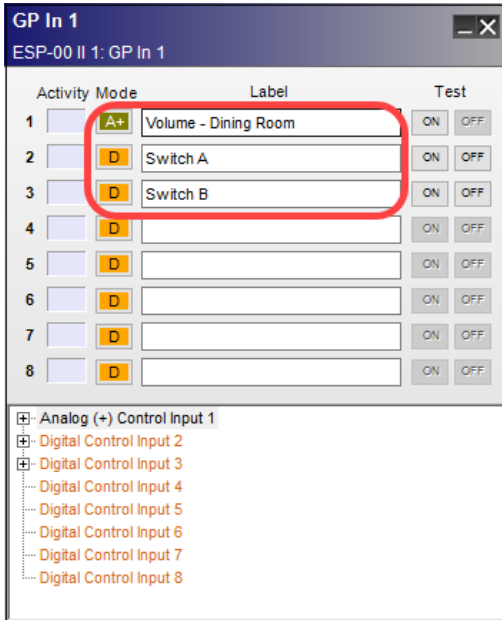 GP In 1
ESP-00 II 1: GP In 1
Activity Mode Label Test
1 A+ Volume - Dining Room ON OFF
2 D Switch A ON OFF
3 D Switch B ON OFF
4 D ON OFF
5 D ON OFF
6 D ON OFF
7 D ON OFF
8 D ON OFF
Analog (+) Control Input 1
Digital Control Input 2
Digital Control Input 3
Digital Control Input 4
Digital Control Input 5
Digital Control Input 6
Digital Control Input 7
Digital Control Input 8